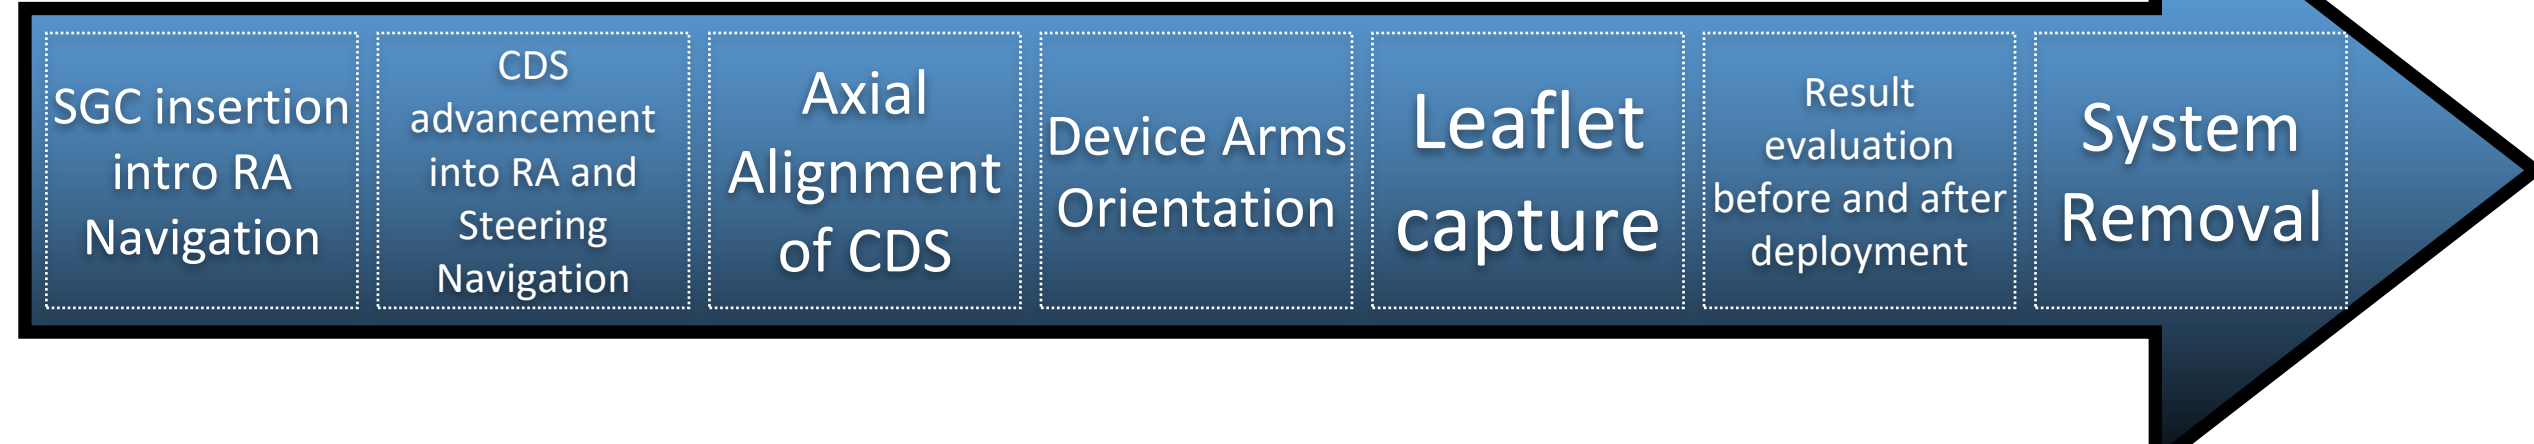 SGC insertion
intro RA
Navigation
CDS
advancement
into RA and
Steering
Navigation
Axial
Alignment
of CDS
Device Arms
Orientation
Leaflet
capture
Result
evaluation
before and after
deployment
System
Removal